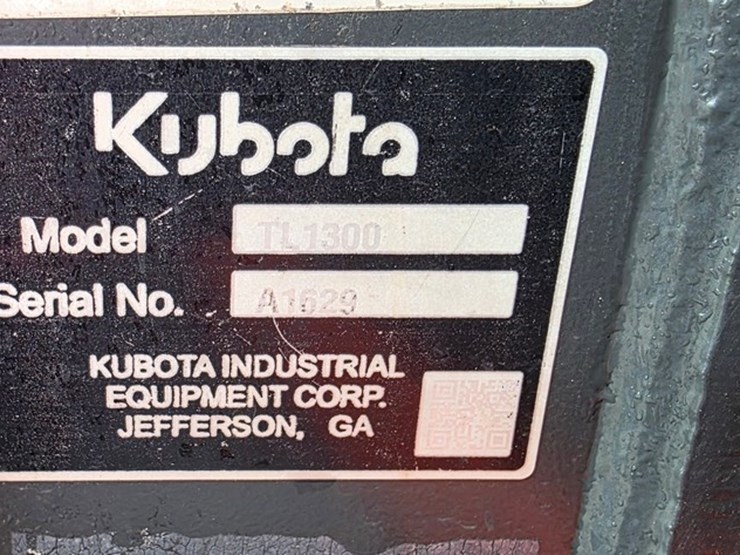 Kubota
Model TL1300
Serial No. A1629
KUBOTA INDUSTRIAL
EQUIPMENT CORP.
JEFFERSON, GA